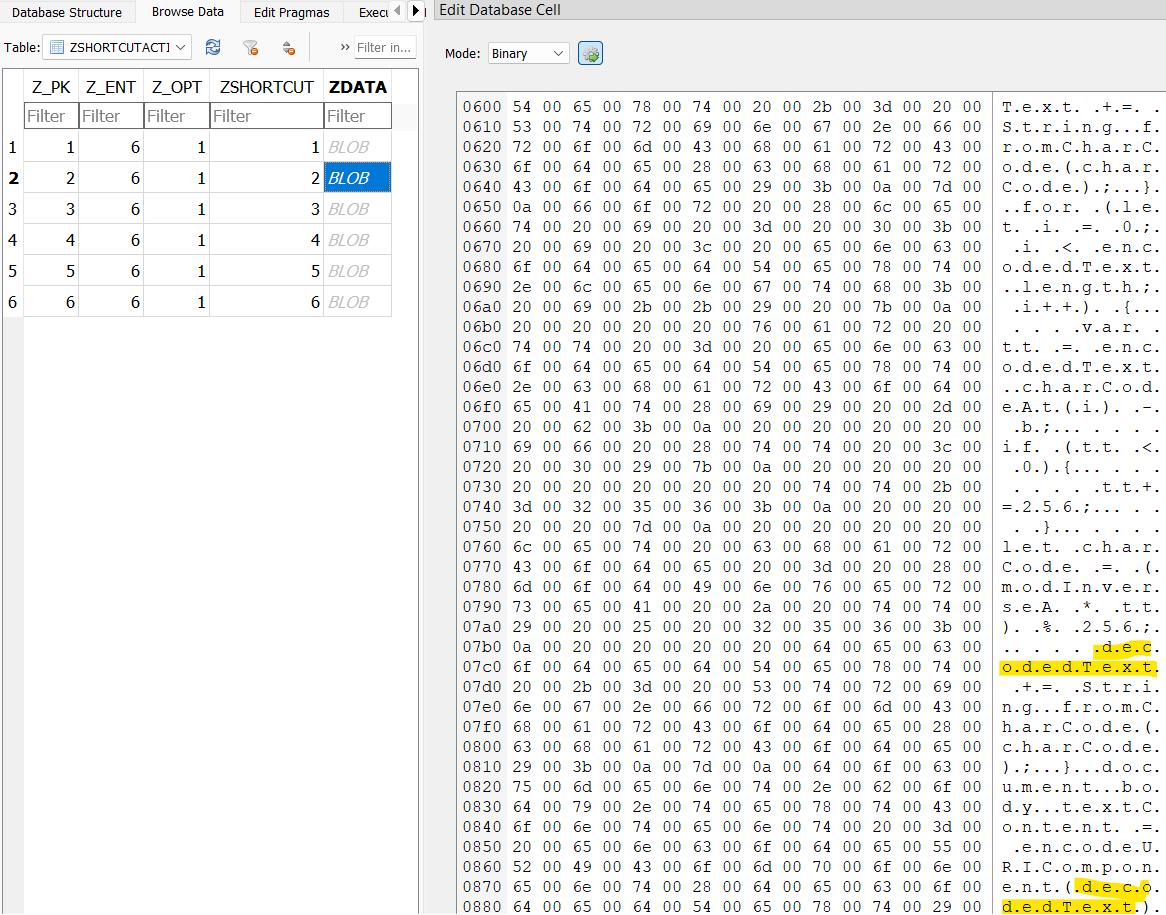 Database Structure
Browse Data
Edit Pragmas
Execu
Table:
ZSHORTCUTACTI
Filter in...
Z_PK Z_ENT Z_OPT ZSHORTCUT ZDATA
Filter Filter Filter Filter Filter
1 1 6 1 1 BLOB
2 2 6 1 2 BLOB
3 3 6 1 3 BLOB
4 4 6 1 4 BLOB
5 5 6 1 5 BLOB
6 6 6 1 6 BLOB
Edit Database Cell
Mode: Binary
0600 54 00 65 00 78 00 74 00 20 00 2b 00 3d 00 20 00 T.e.x.t. .+.=. .
0610 53 00 74 00 72 00 69 00 6e 00 67 00 2e 00 66 00 S.t.r.i.n.g...f.
0620 72 00 6f 00 6d 00 43 00 68 00 61 00 72 00 43 00 r.o.m.C.h.a.r.C.
0630 6f 00 64 00 65 00 28 00 63 00 68 00 61 00 72 00 o.d.e.(.c.h.a.r.
0640 43 00 6f 00 64 00 65 00 29 00 3b 00 0a 00 7d 00 C.o.d.e.).;...}.
0650 0a 00 66 00 6f 00 72 00 20 00 28 00 6c 00 65 00 ..f.o.r. .(.l.e.
0660 74 00 20 00 69 00 20 00 3d 00 20 00 30 00 3b 00 t. .i. .=. .0.;.
0670 20 00 69 00 20 00 3c 00 20 00 65 00 6e 00 63 00 .i. .<. .e.n.c.
0680 6f 00 64 00 65 00 64 00 54 00 65 00 78 00 74 00 o.d.e.d.T.e.x.t.
0690 2e 00 6c 00 65 00 6e 00 67 00 74 00 68 00 3b 00 ..l.e.n.g.t.h.;.
06a0 20 00 69 00 2b 00 2b 00 29 00 20 00 7b 00 0a 00 .i.+.+.). .{...
06b0 20 00 20 00 20 00 20 00 76 00 61 00 72 00 20 00 . . . .v.a.r. .
06c0 74 00 74 00 20 00 3d 00 20 00 65 00 6e 00 63 00 t.t. .=. .e.n.c.
06d0 6f 00 64 00 65 00 64 00 54 00 65 00 78 00 74 00 o.d.e.d.T.e.x.t.
06e0 2e 00 63 00 68 00 61 00 72 00 43 00 6f 00 64 00 ..c.h.a.r.C.o.d.
06f0 65 00 41 00 74 00 28 00 69 00 29 00 20 00 2d 00 e.A.t.(.i.). .-.
0700 20 00 62 00 3b 00 0a 00 20 00 20 00 20 00 20 00 .b.;... . . . .
0710 69 00 66 00 20 00 28 00 74 00 74 00 20 00 3c 00 i.f. .(.t.t. .<.
0720 20 00 30 00 29 00 7b 00 0a 00 20 00 20 00 20 00 .0.).{... . . .
0730 20 00 20 00 20 00 20 00 20 00 74 00 74 00 2b 00 . . . . .t.t.+.
0740 3d 00 32 00 35 00 36 00 3b 00 0a 00 20 00 20 00 =.2.5.6.;... . .
0750 20 00 20 00 7d 00 0a 00 20 00 20 00 20 00 20 00 . .}... . . . .
0760 6c 00 65 00 74 00 20 00 63 00 68 00 61 00 72 00 l.e.t. .c.h.a.r.
0770 43 00 6f 00 64 00 65 00 20 00 3d 00 20 00 28 00 C.o.d.e. .=. .(.
0780 6d 00 6f 00 64 00 49 00 6e 00 76 00 65 00 72 00 m.o.d.I.n.v.e.r.
0790 73 00 65 00 41 00 20 00 2a 00 20 00 74 00 74 00 s.e.A. .*. .t.t.
07a0 29 00 20 00 25 00 20 00 32 00 35 00 36 00 3b 00 ). .%. .2.5.6.;.
07b0 0a 00 20 00 20 00 20 00 20 00 64 00 65 00 63 00 .. . . . .d.e.c.
07c0 6f 00 64 00 65 00 64 00 54 00 65 00 78 00 74 00 o.d.e.d.T.e.x.t.
07d0 20 00 2b 00 3d 00 20 00 53 00 74 00 72 00 69 00 .+.=. .S.t.r.i.
07e0 6e 00 67 00 2e 00 66 00 72 00 6f 00 6d 00 43 00 n.g...f.r.o.m.C.
07f0 68 00 61 00 72 00 43 00 6f 00 64 00 65 00 28 00 h.a.r.C.o.d.e.(.
0800 63 00 68 00 61 00 72 00 43 00 6f 00 64 00 65 00 c.h.a.r.C.o.d.e.
0810 29 00 3b 00 0a 00 7d 00 0a 00 64 00 6f 00 63 00 ).;...}...d.o.c.
0820 75 00 6d 00 65 00 6e 00 74 00 2e 00 62 00 6f 00 u.m.e.n.t...b.o.
0830 64 00 79 00 2e 00 74 00 65 00 78 00 74 00 43 00 d.y...t.e.x.t.C.
0840 6f 00 6e 00 74 00 65 00 6e 00 74 00 20 00 3d 00 o.n.t.e.n.t. .=.
0850 20 00 65 00 6e 00 63 00 6f 00 64 00 65 00 55 00 .e.n.c.o.d.e.U.
0860 52 00 49 00 43 00 6f 00 6d 00 70 00 6f 00 6e 00 R.I.C.o.m.p.o.n.
0870 65 00 6e 00 74 00 28 00 64 00 65 00 63 00 6f 00 e.n.t.(.d.e.c.o.
0880 64 00 65 00 64 00 54 00 65 00 78 00 74 00 29 00 d.e.d.T.e.x.t.).